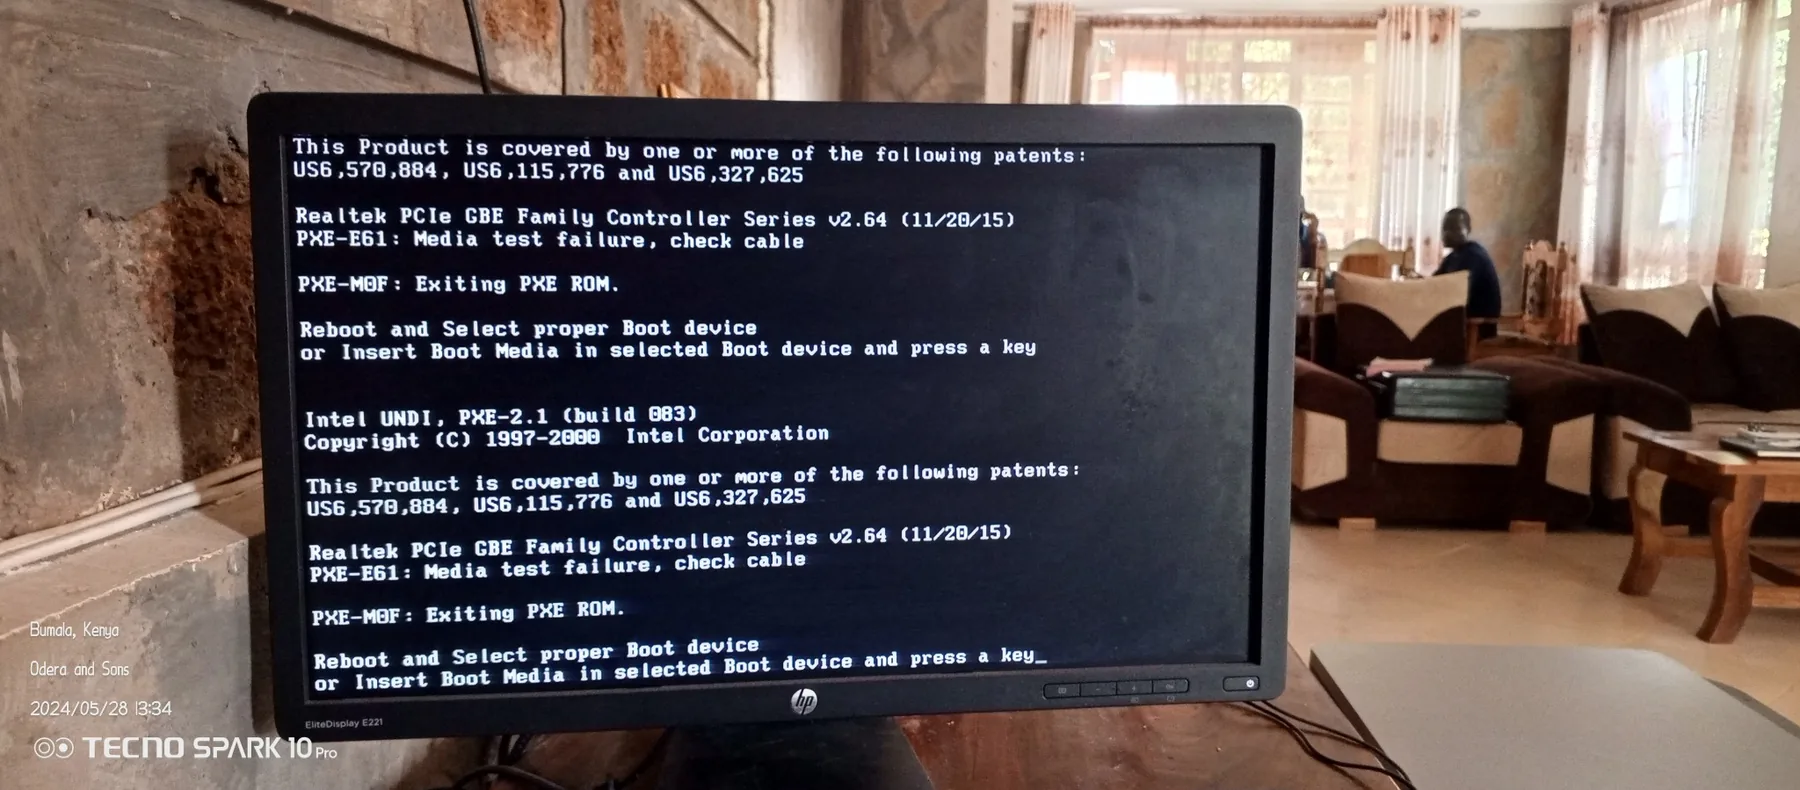 This Product is covered by one or more of the following patents:
US6,570,884, US6,115,776 and US6,327,625
Realtek PCIe GBE Family Controller Series v2.64 (11/20/15)
PXE-E61: Media test failure, check cable
PXE-M0F: Exiting PXE ROM.
Reboot and Select proper Boot device
or Insert Boot Media in selected Boot device and press a key
Intel UNDI, PXE-2.1 (build 083)
Copyright (C) 1997-2000  Intel Corporation
This Product is covered by one or more of the following patents:
US6,570,884, US6,115,776 and US6,327,625
Realtek PCIe GBE Family Controller Series v2.64 (11/20/15)
PXE-E61: Media test failure, check cable
PXE-M0F: Exiting PXE ROM.
Reboot and Select proper Boot device
or Insert Boot Media in selected Boot device and press a key_
hp
EliteDisplay E221
Bumala, Kenya
Odera and Sons
2024/05/28 13:34
TECNO SPARK 10 Pro